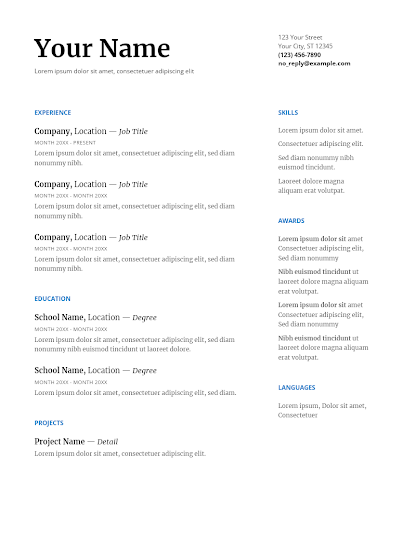 Your Name
Lorem ipsum dolor sit amet, consectetuer adipiscing elit
123 Your Street
Your City, ST 12345
(123) 456-7890
no_reply@example.com
EXPERIENCE
Company, Location — Job Title
MONTH 20XX - PRESENT
Lorem ipsum dolor sit amet, consectetuer adipiscing elit, sed diam
nonummy nibh.
Company, Location — Job Title
MONTH 20XX - MONTH 20XX
Lorem ipsum dolor sit amet, consectetuer adipiscing elit, sed diam
nonummy nibh.
Company, Location — Job Title
MONTH 20XX - MONTH 20XX
Lorem ipsum dolor sit amet, consectetuer adipiscing elit, sed diam
nonummy nibh.
EDUCATION
School Name, Location — Degree
MONTH 20XX - MONTH 20XX
Lorem ipsum dolor sit amet, consectetuer adipiscing elit, sed diam
nonummy nibh euismod tincidunt ut laoreet dolore.
School Name, Location — Degree
MONTH 20XX - MONTH 20XX
Lorem ipsum dolor sit amet, consectetuer adipiscing elit, sed diam.
PROJECTS
Project Name — Detail
Lorem ipsum dolor sit amet, consectetuer adipiscing elit.
SKILLS
Lorem ipsum dolor sit amet.
Consectetuer adipiscing elit.
Sed diam nonummy nibh
euismod tincidunt.
Laoreet dolore magna
aliquam erat volutpat.
AWARDS
Lorem ipsum dolor sit amet
Consectetuer adipiscing elit,
Sed diam nonummy
Nibh euismod tincidunt ut
laoreet dolore magna aliquam
erat volutpat.
Lorem ipsum dolor sit amet
Consectetuer adipiscing elit,
Sed diam nonummy
Nibh euismod tincidunt ut
laoreet dolore magna aliquam
erat volutpat.
LANGUAGES
Lorem ipsum, Dolor sit amet,
Consectetuer